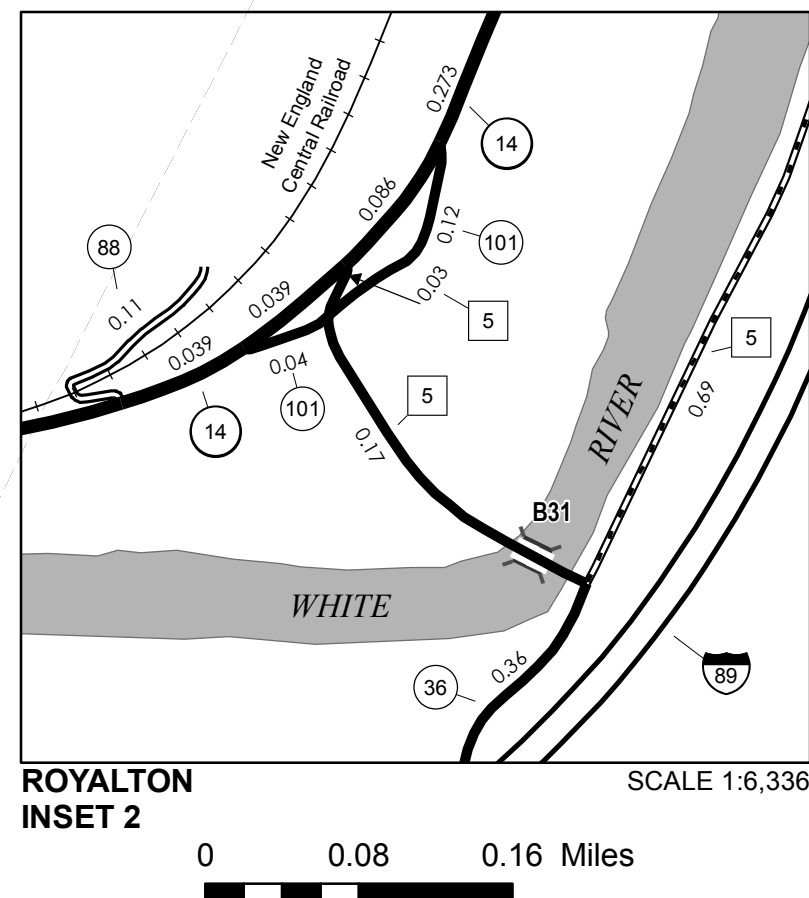 New England
Central Railroad
0.273
14
0.086
0.12
101
88
0.11
0.039
0.03
5
0.039
0.04
101
14
5
0.17
5
0.69
RIVER
B31
WHITE
0.36
36
89
ROYALTON
INSET 2
SCALE 1:6,336
0 0.08 0.16 Miles